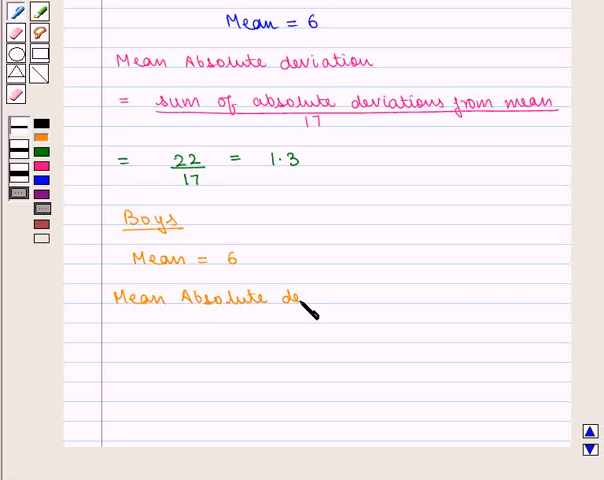 Mean = 6
Mean Absolute deviation
= sum of absolute deviations from mean
17
= 22 = 1.3
17
Boys
Mean = 6
Mean Absolute de